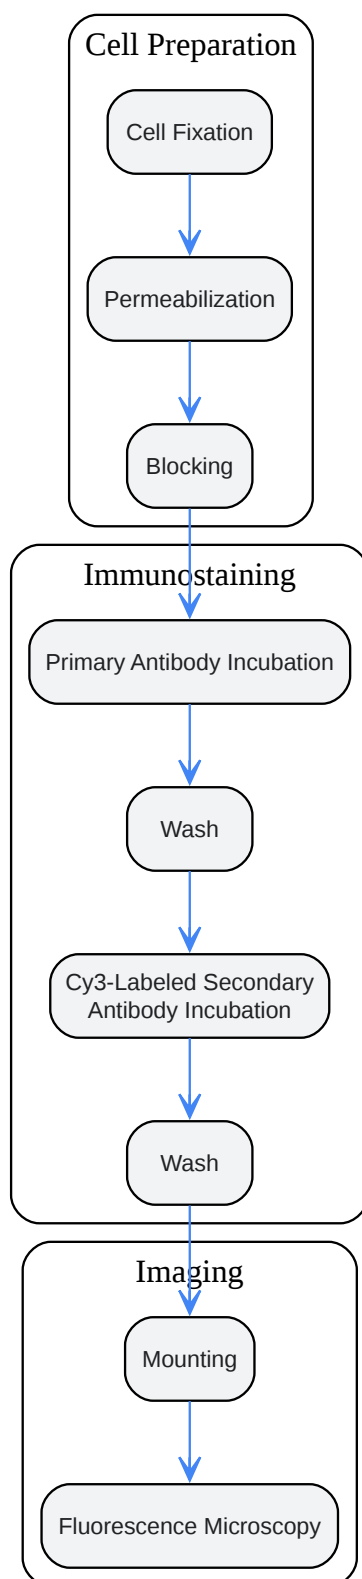 Cell Preparation
Cell Fixation
Permeabilization
Blocking
Immunostaining
Primary Antibody Incubation
Wash
Cy3-Labeled Secondary
Antibody Incubation
Wash
Imaging
Mounting
Fluorescence Microscopy